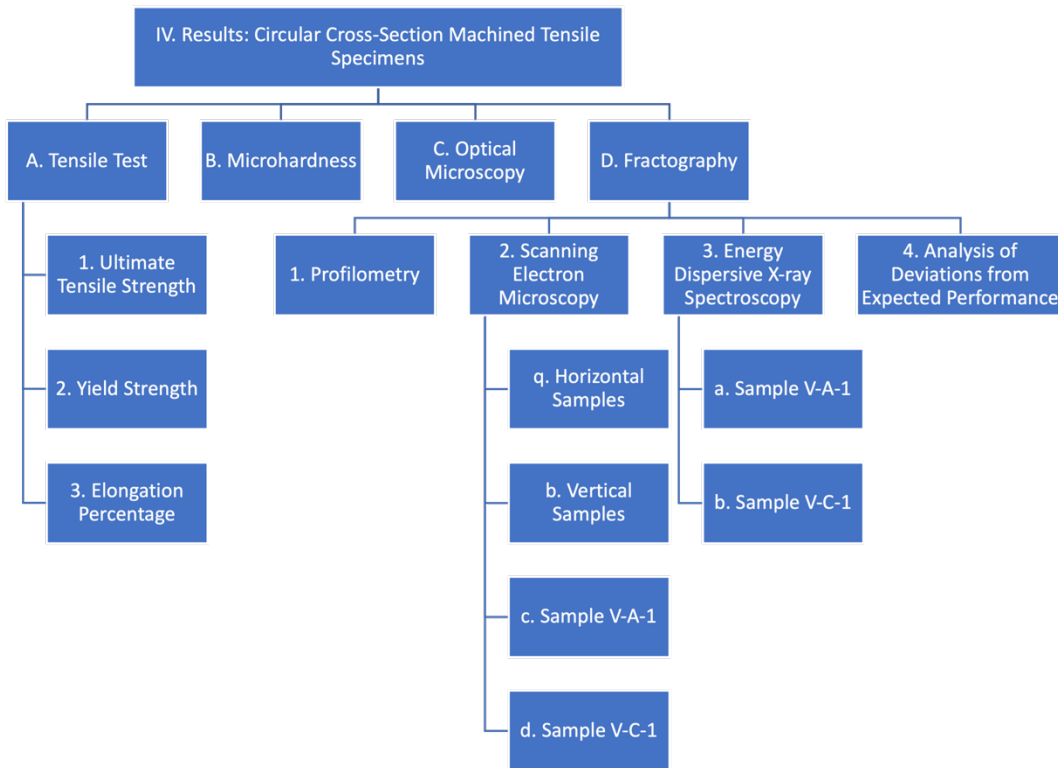 IV. Results: Circular Cross-Section Machined Tensile
Specimens
A. Tensile Test
B. Microhardness
C. Optical
Microscopy
D. Fractography
1. Ultimate
Tensile Strength
2. Yield Strength
3. Elongation
Percentage
1. Profilometry
2. Scanning
Electron
Microscopy
q. Horizontal
Samples
b. Vertical
Samples
c. Sample V-A-1
d. Sample V-C-1
3. Energy
Dispersive X-ray
Spectroscopy
a. Sample V-A-1
b. Sample V-C-1
4. Analysis of
Deviations from
Expected Performance